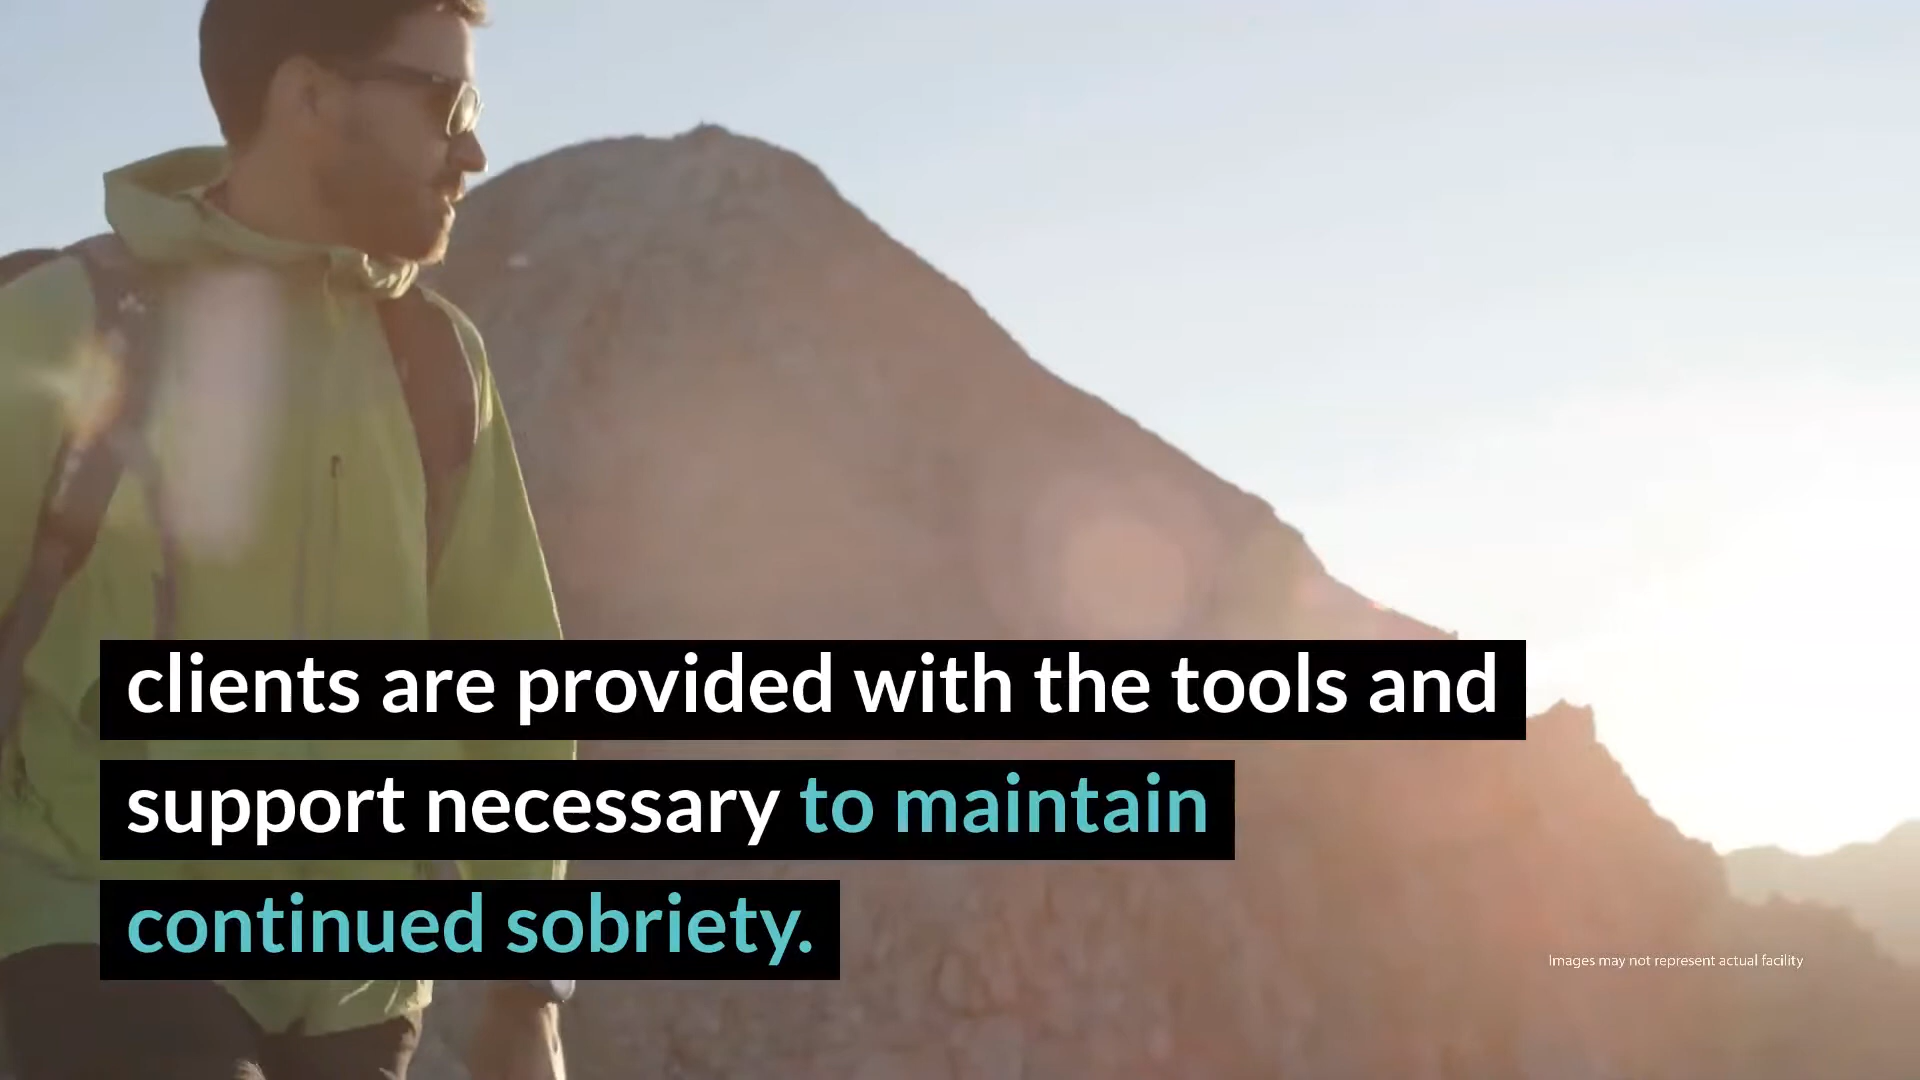 clients are provided with the tools and
support necessary to maintain
continued sobriety.
Images may not represent actual facility